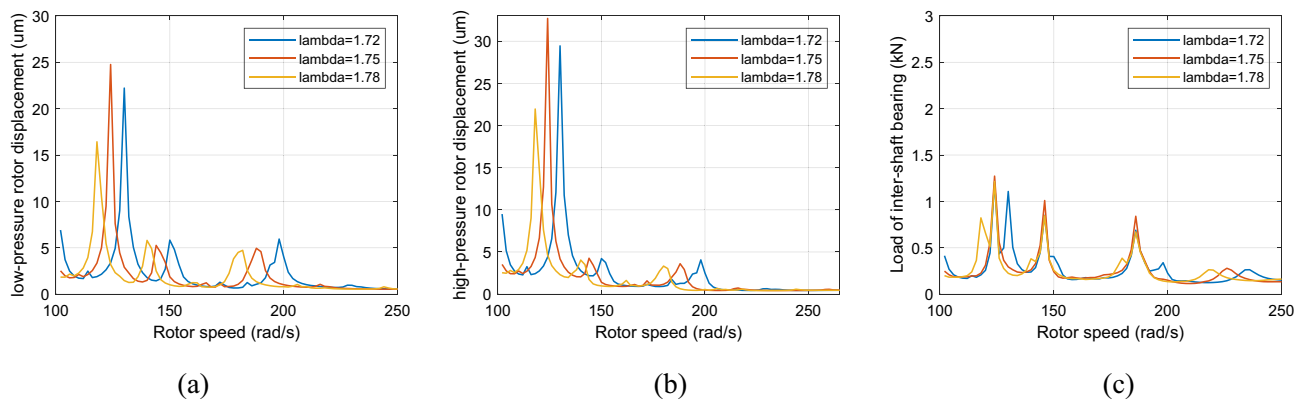 low-pressure rotor displacement (um)
30
25
20
15
10
5
0
100
150
200
250
Rotor speed (rad/s)
lambda=1.72
lambda=1.75
lambda=1.78
(a)
high-pressure rotor displacement (um)
30
25
20
15
10
5
0
100
150
200
250
Rotor speed (rad/s)
lambda=1.72
lambda=1.75
lambda=1.78
(b)
Load of inter-shaft bearing (kN)
3
2.5
2
1.5
1
0.5
0
100
150
200
250
Rotor speed (rad/s)
lambda=1.72
lambda=1.75
lambda=1.78
(c)